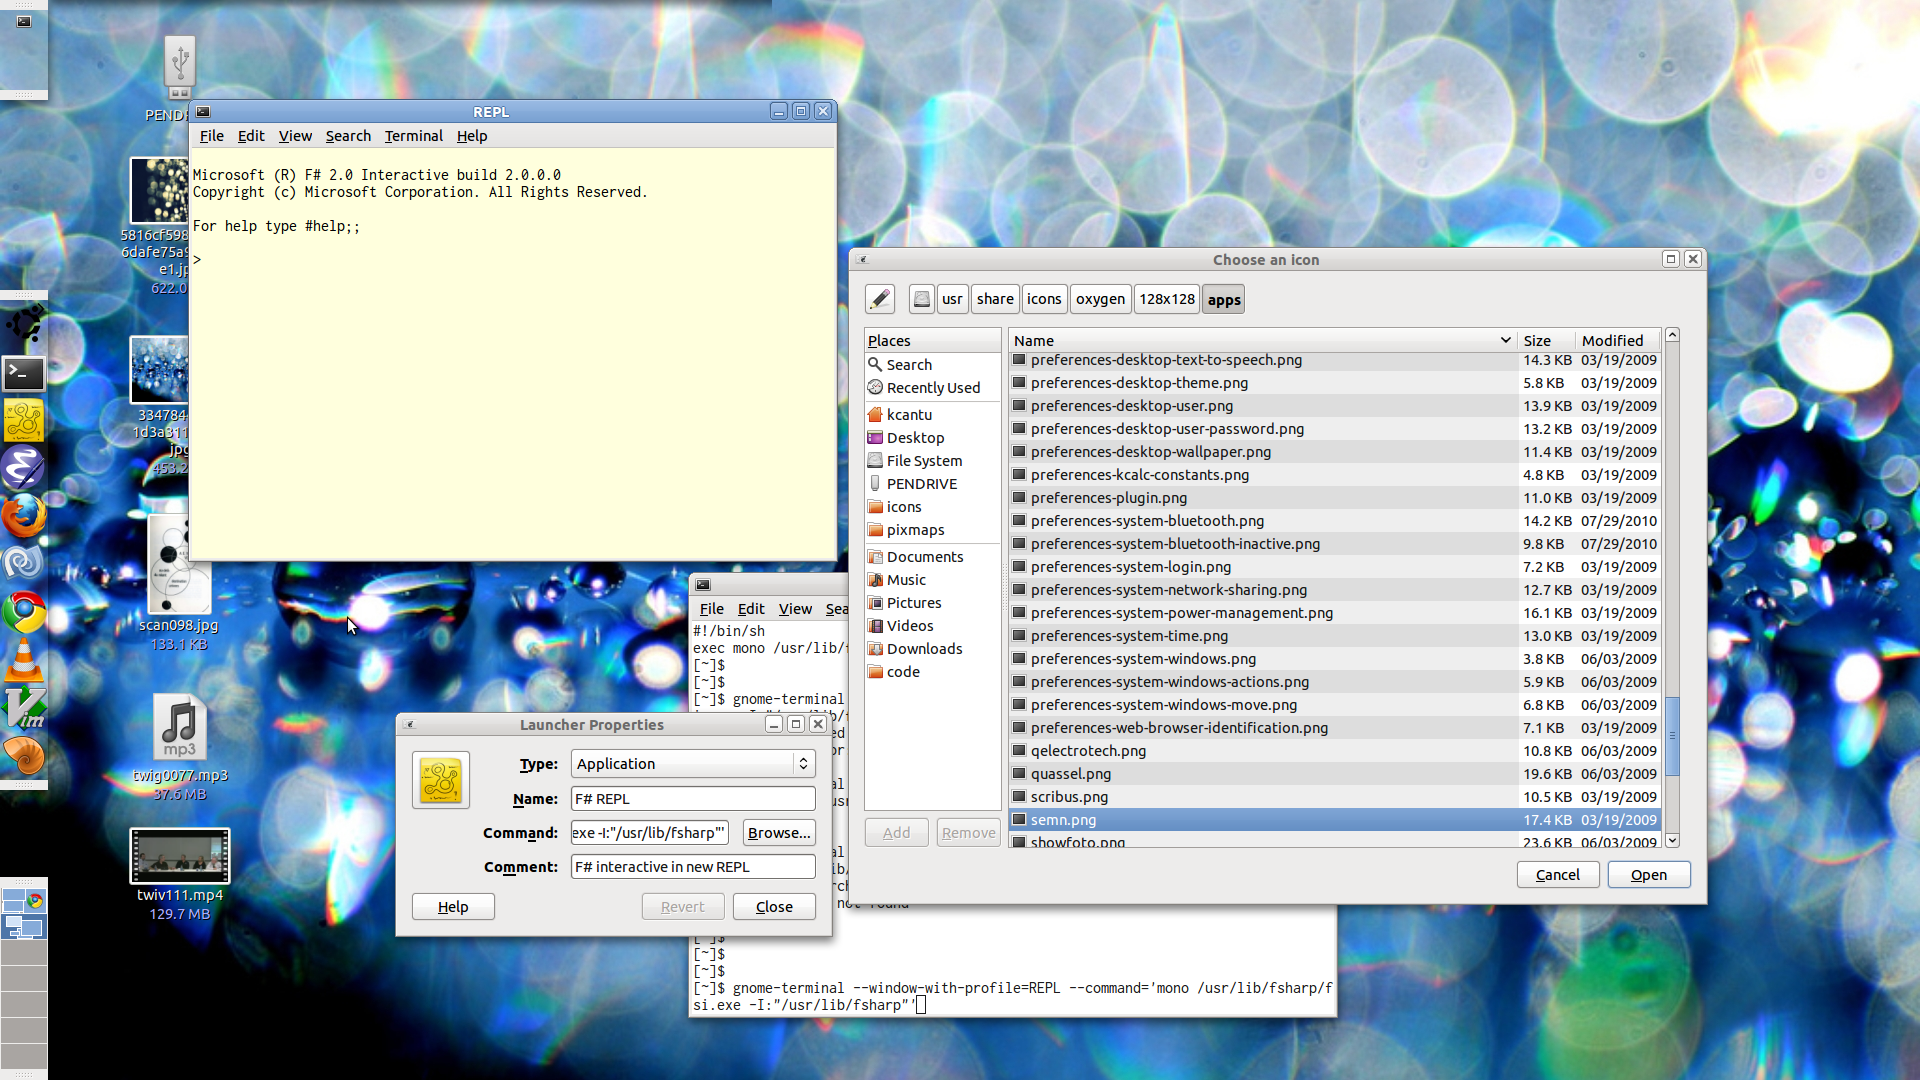 PEND
5816cf598
6dafe75a9
e1.jp
622.0
334784
1d3a311
jpg
453.2
scan098.jpg
133.1 KB
mp3
twig0077.mp3
37.6 MB
twiv111.mp4
129.7 MB
REPL
File Edit View Search Terminal Help
Microsoft (R) F# 2.0 Interactive build 2.0.0.0
Copyright (c) Microsoft Corporation. All Rights Reserved.
For help type #help;;
>
File Edit View Sea
#!/bin/sh
exec mono /usr/lib/f
[~]$
[~]$
[~]$ gnome-terminal
not found
[~]$
[~]$
[~]$
[~]$ gnome-terminal --window-with-profile=REPL --command='mono /usr/lib/fsharp/f
si.exe -I:"/usr/lib/fsharp"'
Launcher Properties
Type: Application
Name: F# REPL
Command: exe -I:"/usr/lib/fsharp"' Browse...
Comment: F# interactive in new REPL
Help Revert Close
Choose an icon
usr share icons oxygen 128x128 apps
Places
Search
Recently Used
kcantu
Desktop
File System
PENDRIVE
icons
pixmaps
Documents
Music
Pictures
Videos
Downloads
code
Add Remove
Name Size Modified
preferences-desktop-text-to-speech.png 14.3 KB 03/19/2009
preferences-desktop-theme.png 5.8 KB 03/19/2009
preferences-desktop-user.png 13.9 KB 03/19/2009
preferences-desktop-user-password.png 13.2 KB 03/19/2009
preferences-desktop-wallpaper.png 11.4 KB 03/19/2009
preferences-kcalc-constants.png 4.8 KB 03/19/2009
preferences-plugin.png 11.0 KB 03/19/2009
preferences-system-bluetooth.png 14.2 KB 07/29/2010
preferences-system-bluetooth-inactive.png 9.8 KB 07/29/2010
preferences-system-login.png 7.2 KB 03/19/2009
preferences-system-network-sharing.png 12.7 KB 03/19/2009
preferences-system-power-management.png 16.1 KB 03/19/2009
preferences-system-time.png 13.0 KB 03/19/2009
preferences-system-windows.png 3.8 KB 06/03/2009
preferences-system-windows-actions.png 5.9 KB 06/03/2009
preferences-system-windows-move.png 6.8 KB 06/03/2009
preferences-web-browser-identification.png 7.1 KB 03/19/2009
qelectrotech.png 10.8 KB 06/03/2009
quassel.png 19.6 KB 06/03/2009
scribus.png 10.5 KB 03/19/2009
semn.png 17.4 KB 03/19/2009
showfoto.png 23.6 KB 06/03/2009
Cancel Open